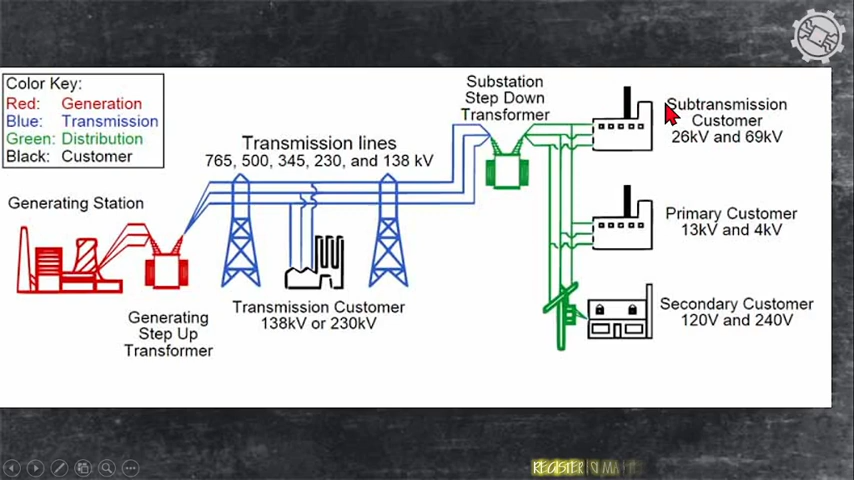 Color Key:
Red: Generation
Blue: Transmission
Green: Distribution
Black: Customer
Generating Station
Generating
Step Up
Transformer
Transmission lines
765, 500, 345, 230, and 138 kV
Transmission Customer
138kV or 230kV
Substation
Step Down
Transformer
Subtransmission
Customer
26kV and 69kV
Primary Customer
13kV and 4kV
Secondary Customer
120V and 240V
REGISTER